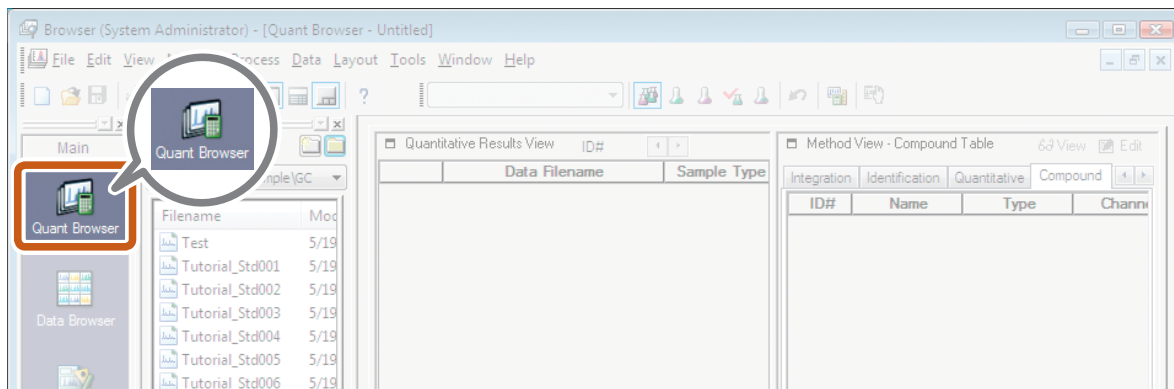 Browser (System Administrator) - [Quant Browser - Untitled]
File Edit View Process Data Layout Tools Window Help
?
Main
Quant Browser
Quant Browser
Data Browser
Filename
Test 5/19
Tutorial_Std001 5/19
Tutorial_Std002 5/19
Tutorial_Std003 5/19
Tutorial_Std004 5/19
Tutorial_Std005 5/19
Tutorial_Std006 5/19
Quantitative Results View ID#
Data Filename Sample Type
Method View - Compound Table View Edit
Integration Identification Quantitative Compound
ID# Name Type